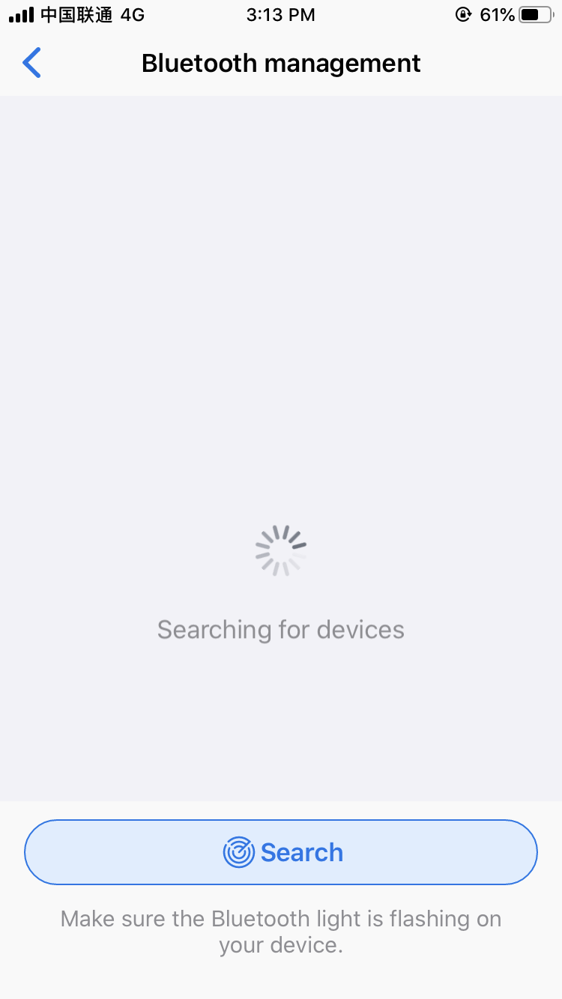 中国联通 4G 3:13 PM 61%
Bluetooth management
Searching for devices
Search
Make sure the Bluetooth light is flashing on
your device.